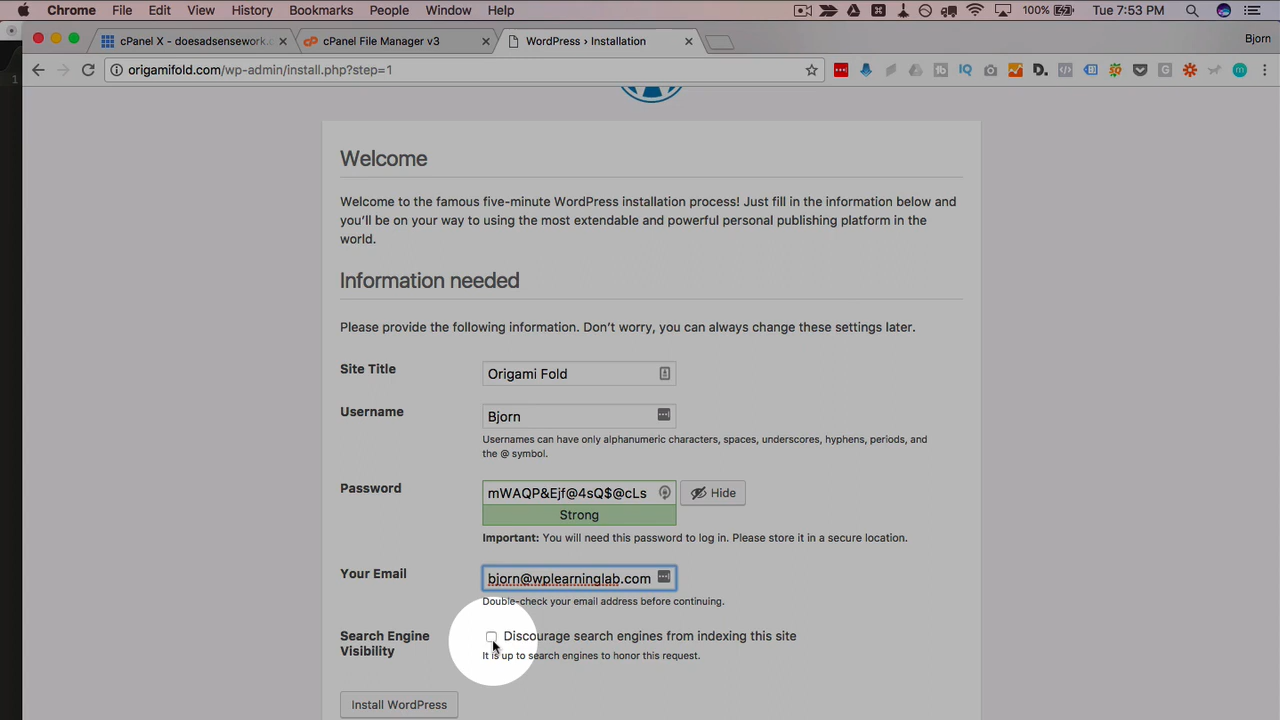 Chrome File Edit View History Bookmarks People Window Help 100% Tue 7:53 PM
cPanel X - doesadsensework.c cPanel File Manager v3 WordPress › Installation Bjorn
origamifold.com/wp-admin/install.php?step=1
1
Welcome
Welcome to the famous five-minute WordPress installation process! Just fill in the information below and
you'll be on your way to using the most extendable and powerful personal publishing platform in the
world.
Information needed
Please provide the following information. Don't worry, you can always change these settings later.
Site Title Origami Fold
Username Bjorn
Usernames can have only alphanumeric characters, spaces, underscores, hyphens, periods, and
the @ symbol.
Password mWAQP&Ejf@4sQ$@cLs Hide
Strong
Important: You will need this password to log in. Please store it in a secure location.
Your Email bjorn@wplearninglab.com
Double-check your email address before continuing.
Search Engine Discourage search engines from indexing this site
Visibility It is up to search engines to honor this request.
Install WordPress